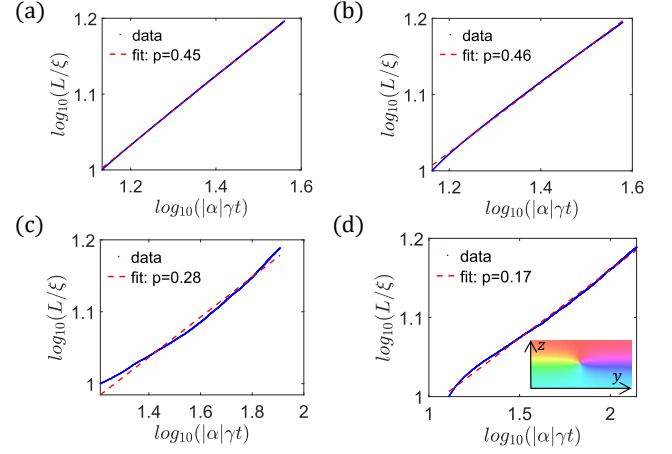 (a)
1.2
1.1
1
log10(L/ξ)
data
fit: p=0.45
1.2
1.4
1.6
log10(|α|γt)
(b)
1.2
1.1
1
log10(L/ξ)
data
fit: p=0.46
1.2
1.4
1.6
log10(|α|γt)
(c)
1.2
1.1
1
log10(L/ξ)
data
fit: p=0.28
1.4
1.6
1.8
2
log10(|α|γt)
(d)
1.2
1.1
1
log10(L/ξ)
data
fit: p=0.17
z
y
1
1.5
2
log10(|α|γt)